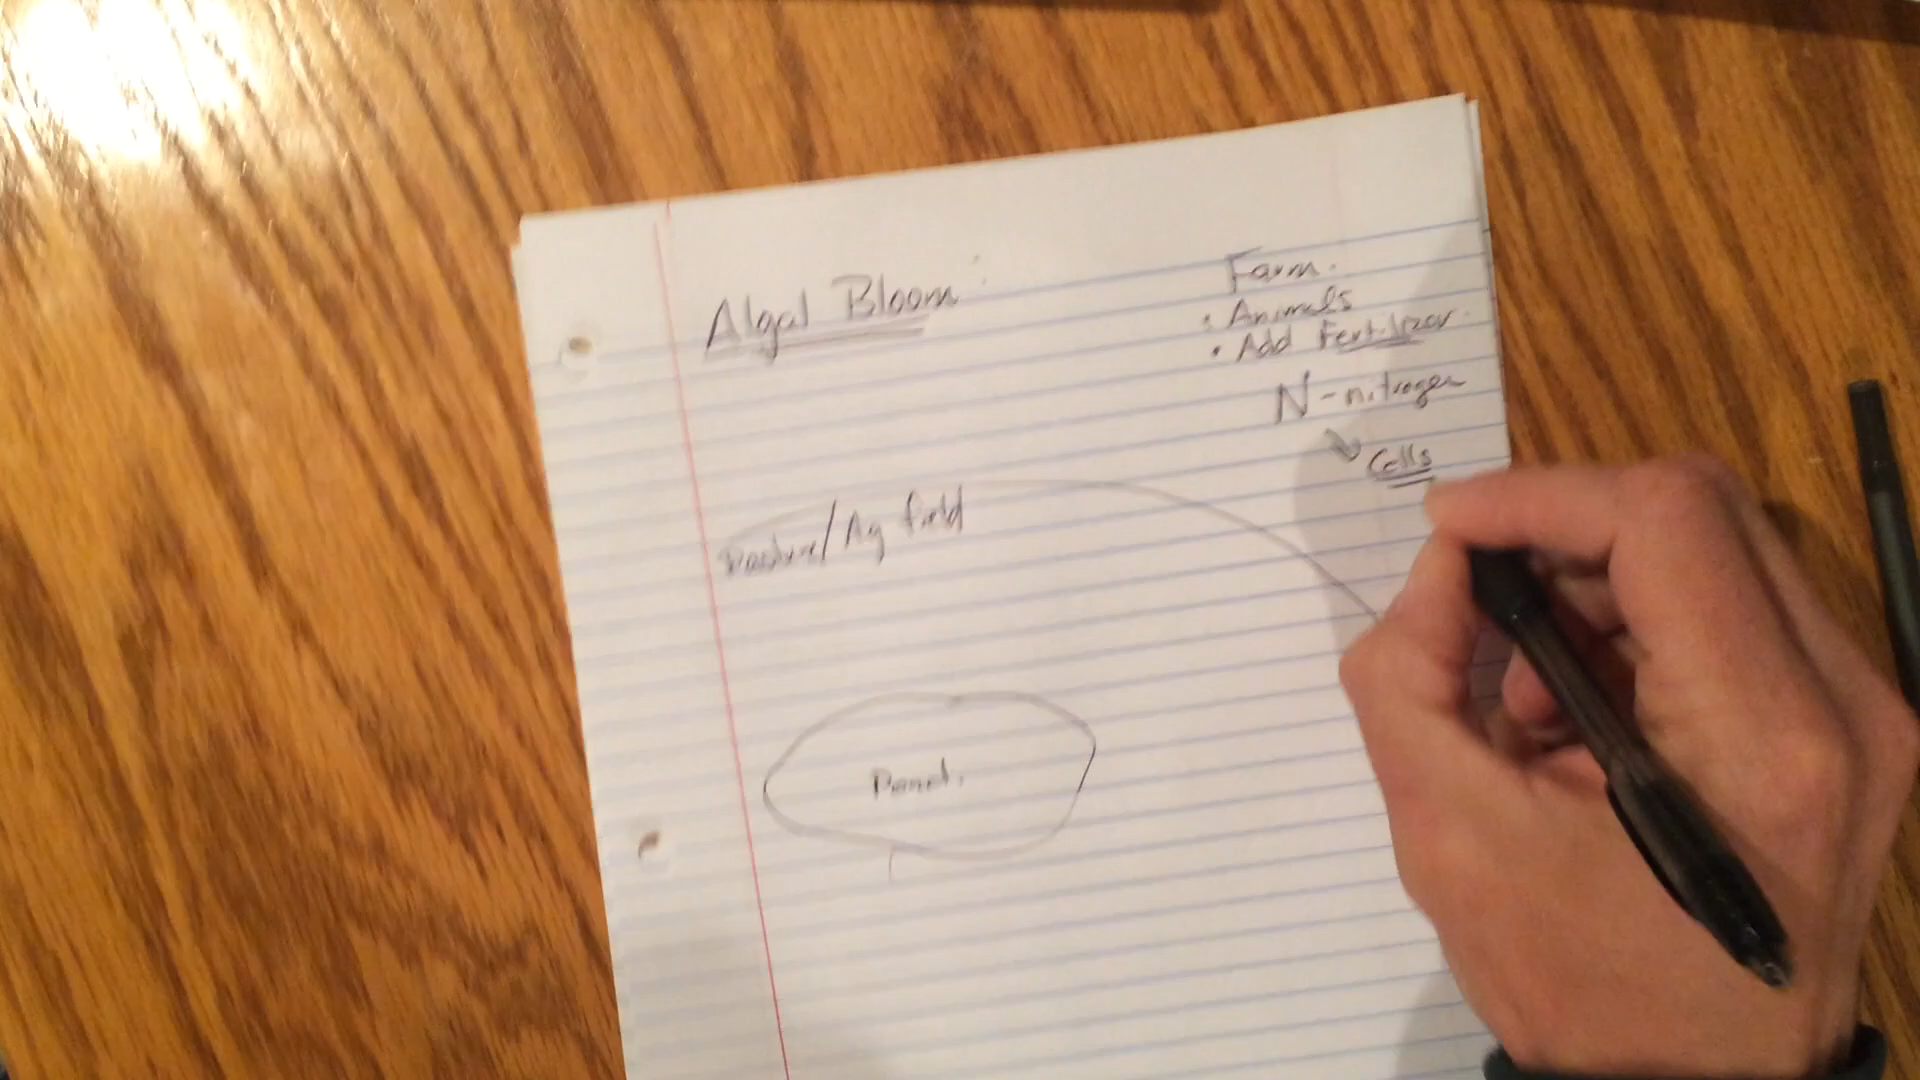 Algal Bloom
Farm.
• Animals
• Add Fertilizer.
N - nitrogen
Cells
Pasture/Ag field
Pond.